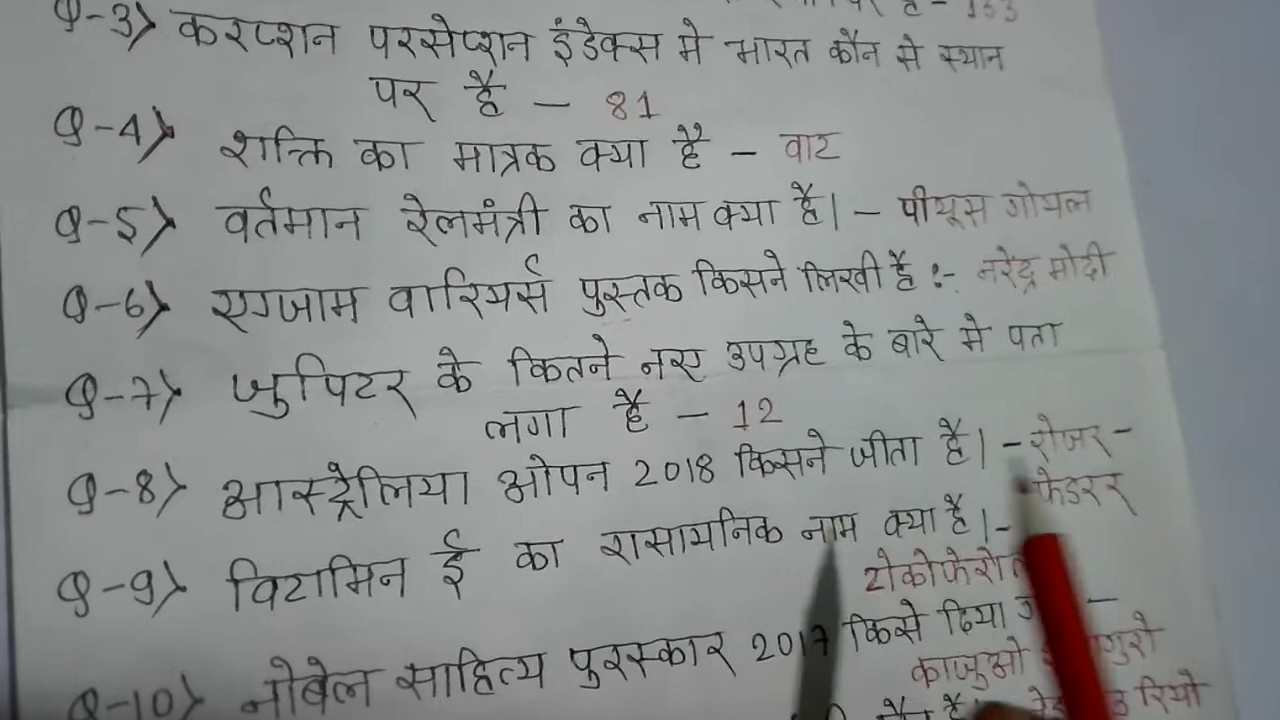 133
Q-3> करप्शन परसेप्शन इंडेक्स मे भारत कौन से स्थान
पर है - 81
Q-4> शक्ति का मात्रक क्या है - वाट
Q-5> वर्तमान रेलमंत्री का नाम क्या है। - पीयूस गोयल
Q-6> एग्जाम वारियर्स पुस्तक किसने लिखी है :- नरेंद्र मोदी
Q-7> जुपिटर के कितने नए उपग्रह के बारे मे पता
लगा है - 12
Q-8> आस्ट्रेलिया ओपन 2018 किसने जीता है। - रोजर -
फेडरर
Q-9> विटामिन ई का रासायनिक नाम क्या है। -
Q-10> नोबेल साहित्य पुरस्कार 2017 किसे दिया -
काजुओ